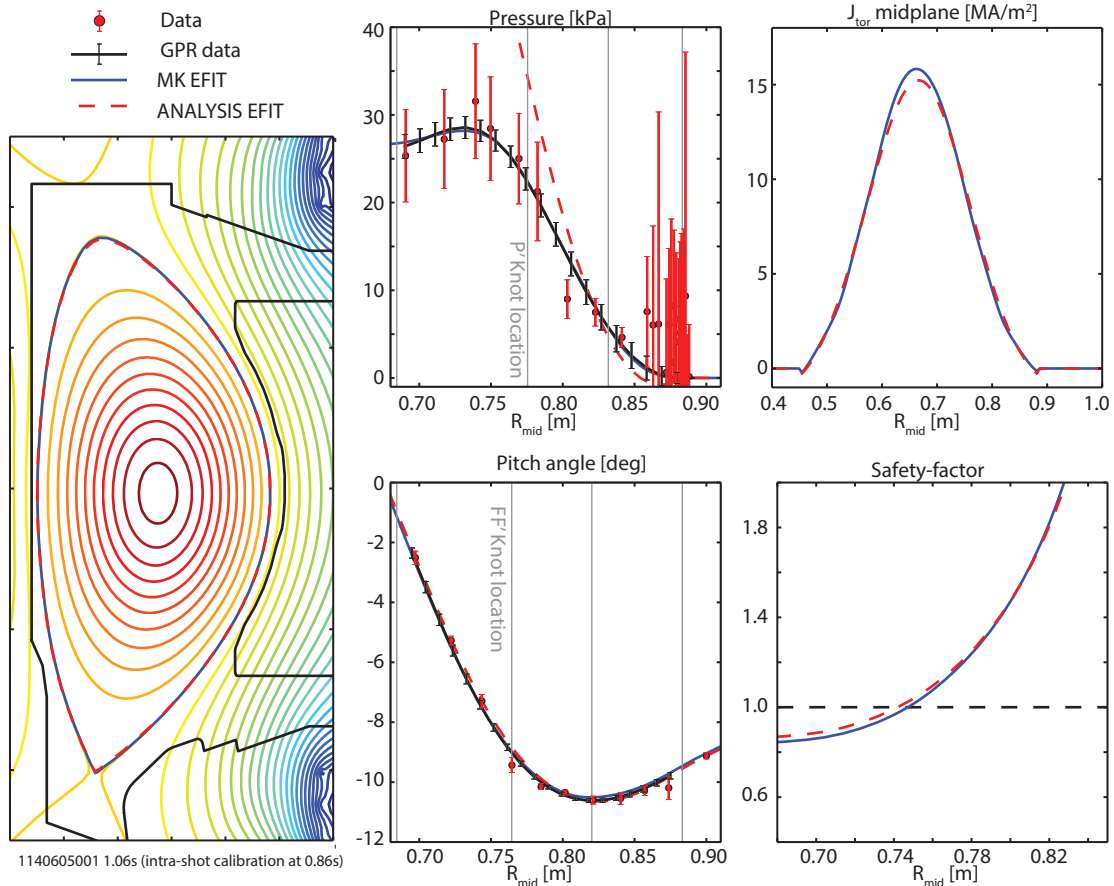 Data
GPR data
MK EFIT
ANALYSIS EFIT
1140605001 1.06s (intra-shot calibration at 0.86s)
Pressure [kPa]
40
30
20
10
0
P' Knot location
0.70 0.75 0.80 0.85 0.90
R_mid [m]
J_tor midplane [MA/m²]
15
10
5
0
0.4 0.5 0.6 0.7 0.8 0.9 1.0
R_mid [m]
Pitch angle [deg]
0
-2
-4
-6
-8
-10
-12
FF' Knot location
0.70 0.75 0.80 0.85 0.90
R_mid [m]
Safety-factor
1.8
1.4
1.0
0.6
0.70 0.74 0.78 0.82
R_mid [m]